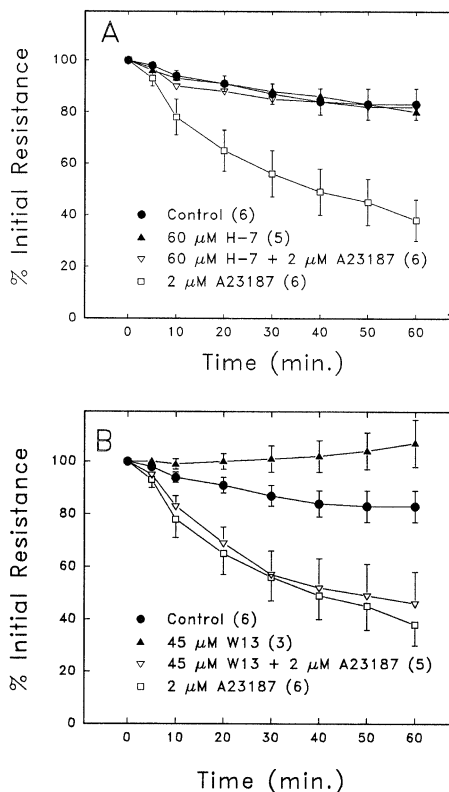 A
100
80
60
40
20
0
% Initial Resistance
Control (6)
60 μM H-7 (5)
60 μM H-7 + 2 μM A23187 (6)
2 μM A23187 (6)
0 10 20 30 40 50 60
Time (min.)
B
100
80
60
40
20
0
% Initial Resistance
Control (6)
45 μM W13 (3)
45 μM W13 + 2 μM A23187 (5)
2 μM A23187 (6)
0 10 20 30 40 50 60
Time (min.)